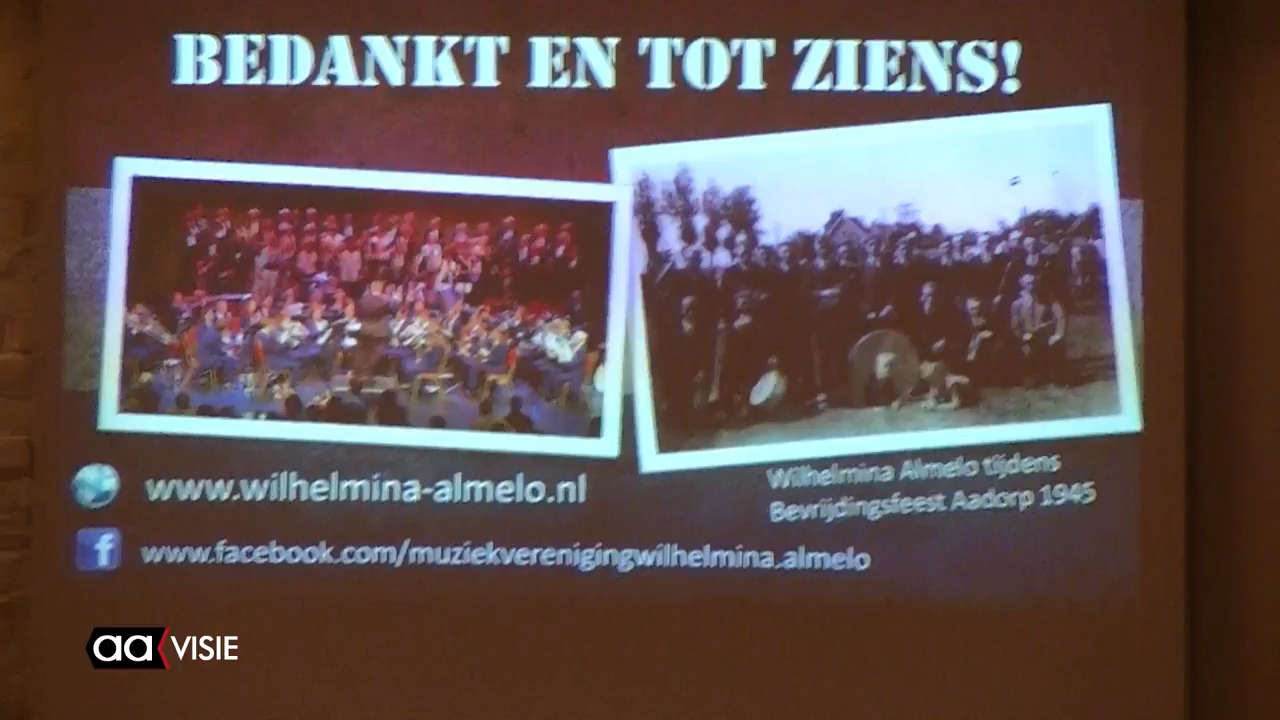 BEDANKT EN TOT ZIENS!
www.wilhelmina-almelo.nl
Wilhelmina Almelo tijdens
Bevrijdingsfeest Aadorp 1945
f www.facebook.com/muziekverenigingwilhelmina.almelo
aa VISIE